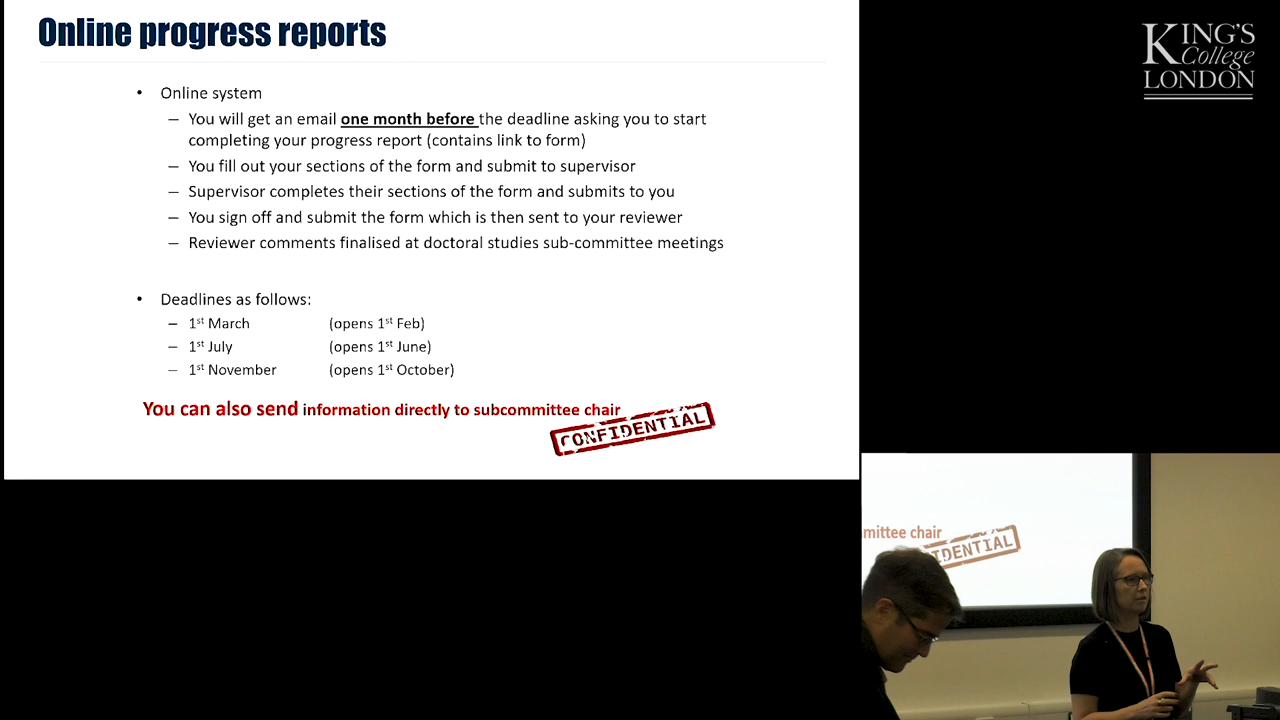 Online progress reports
KING'S
College
LONDON
• Online system
– You will get an email one month before the deadline asking you to start
completing your progress report (contains link to form)
– You fill out your sections of the form and submit to supervisor
– Supervisor completes their sections of the form and submits to you
– You sign off and submit the form which is then sent to your reviewer
– Reviewer comments finalised at doctoral studies sub-committee meetings
• Deadlines as follows:
– 1st March (opens 1st Feb)
– 1st July (opens 1st June)
– 1st November (opens 1st October)
You can also send information directly to subcommittee chair
CONFIDENTIAL
mittee chair
IDENTIAL